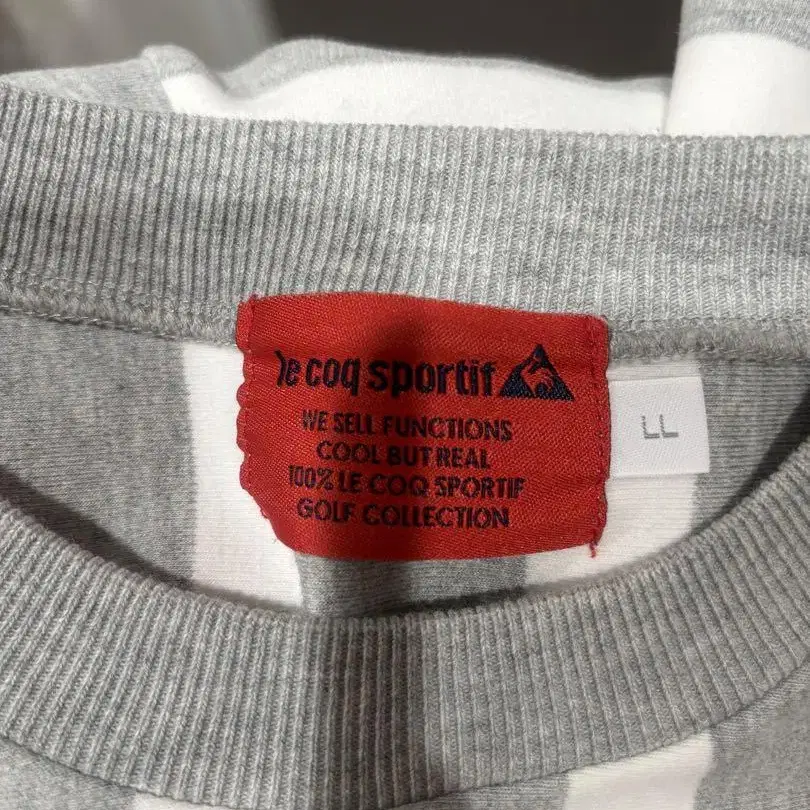 le coq sportif
WE SELL FUNCTIONS
COOL BUT REAL
100% LE COQ SPORTIF
GOLF COLLECTION
LL